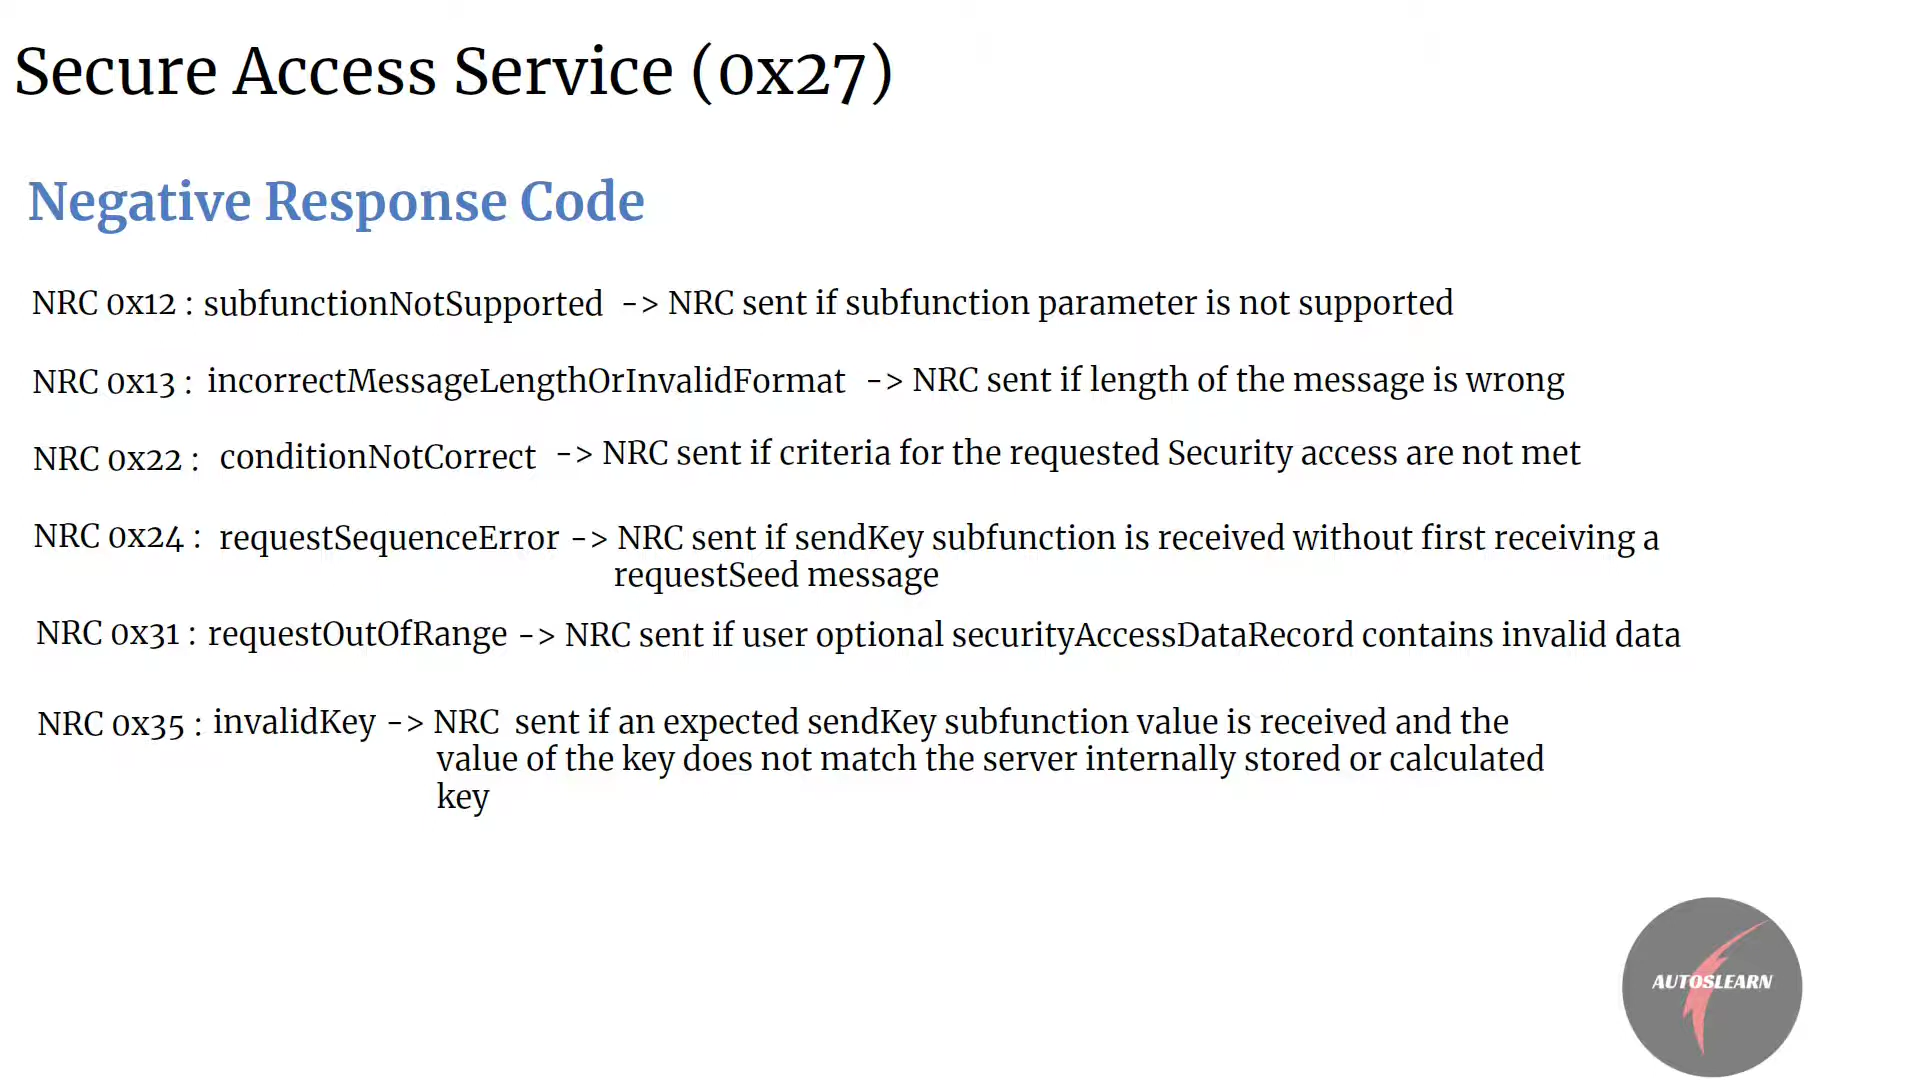 Secure Access Service (0x27)
Negative Response Code
NRC 0x12 : subfunctionNotSupported -> NRC sent if subfunction parameter is not supported
NRC 0x13 : incorrectMessageLengthOrInvalidFormat -> NRC sent if length of the message is wrong
NRC 0x22 : conditionNotCorrect -> NRC sent if criteria for the requested Security access are not met
NRC 0x24 : requestSequenceError -> NRC sent if sendKey subfunction is received without first receiving a
requestSeed message
NRC 0x31 : requestOutOfRange -> NRC sent if user optional securityAccessDataRecord contains invalid data
NRC 0x35 : invalidKey -> NRC sent if an expected sendKey subfunction value is received and the
value of the key does not match the server internally stored or calculated
key
AUTOSLEARN